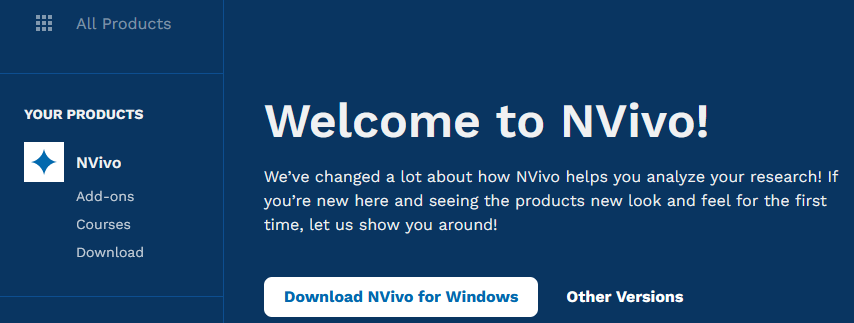 All Products
YOUR PRODUCTS
NVivo
Add-ons
Courses
Download
Welcome to NVivo!
We’ve changed a lot about how NVivo helps you analyze your research! If
you’re new here and seeing the products new look and feel for the first
time, let us show you around!
Download NVivo for Windows
Other Versions